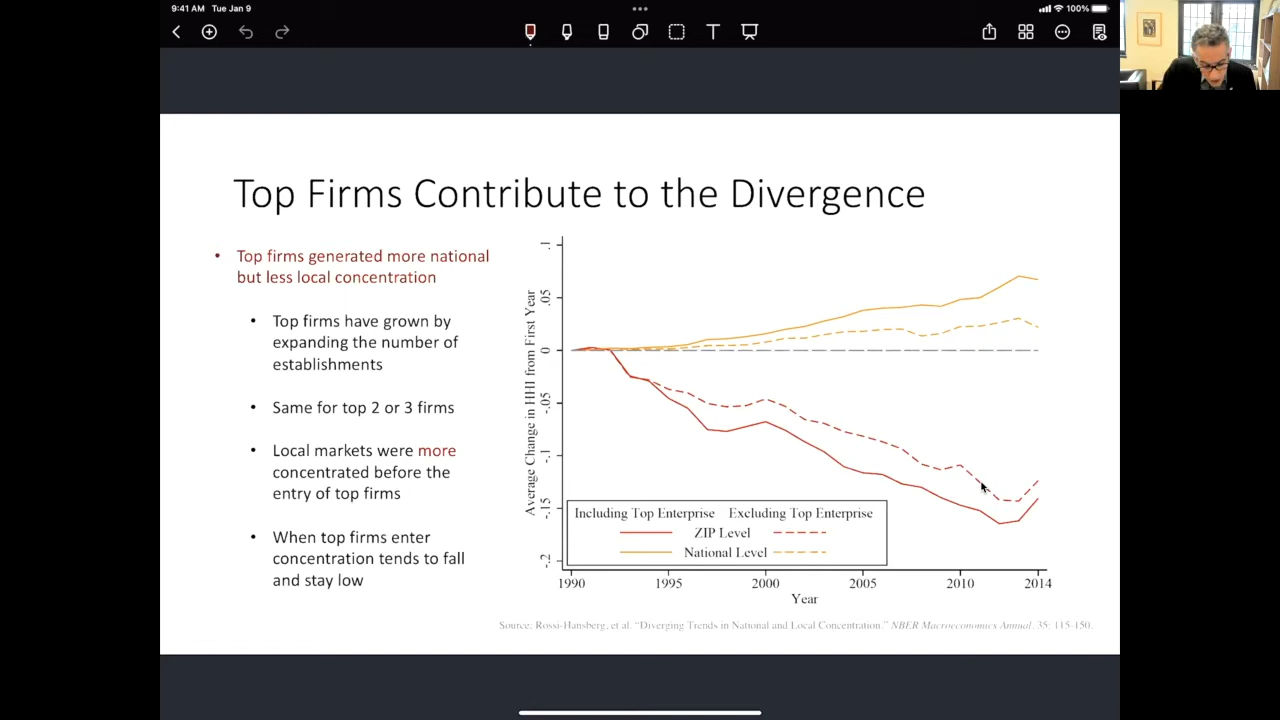 9:41 AM Tue Jan 9
100%
T
Top Firms Contribute to the Divergence
• Top firms generated more national
but less local concentration
• Top firms have grown by
expanding the number of
establishments
• Same for top 2 or 3 firms
• Local markets were more
concentrated before the
entry of top firms
• When top firms enter
concentration tends to fall
and stay low
Average Change in HHI from First Year
.1
.05
0
-.05
-.1
-.15
-.2
Including Top Enterprise Excluding Top Enterprise
ZIP Level
National Level
1990 1995 2000 2005 2010 2014
Year
Source: Rossi-Hansberg, et al. “Diverging Trends in National and Local Concentration.” NBER Macroeconomics Annual. 35: 115-150.